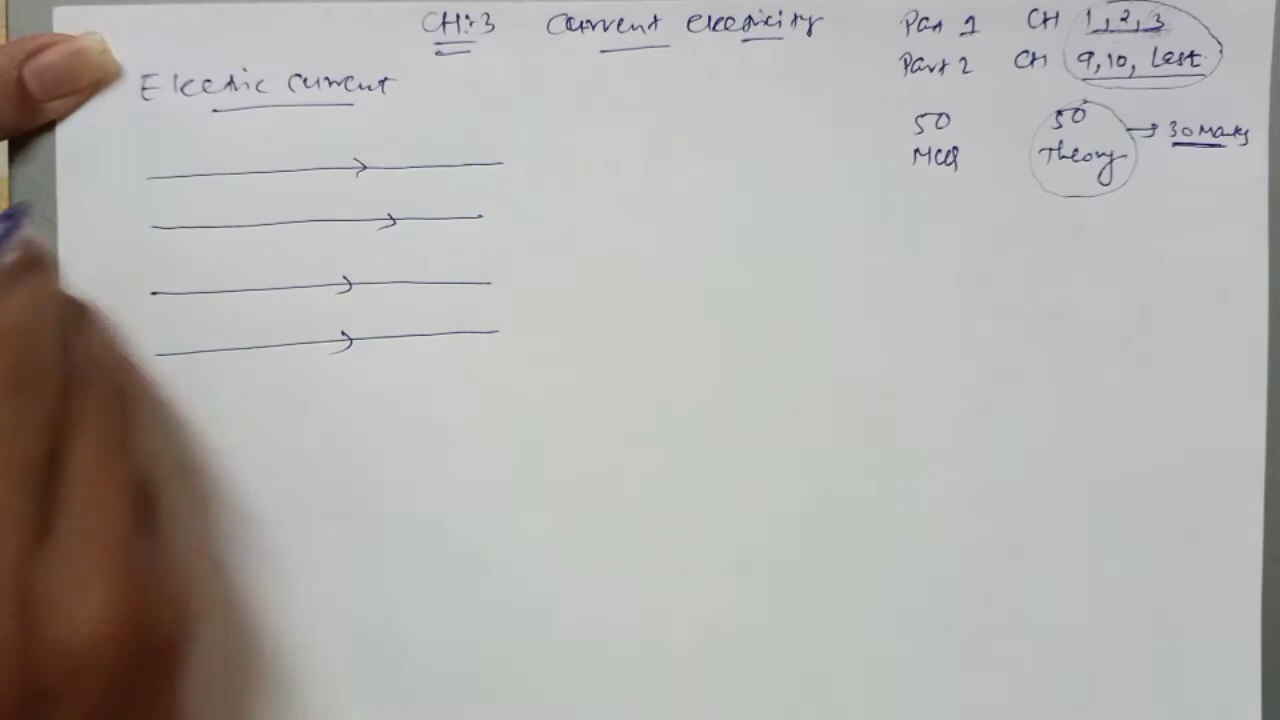 CH:-3 Current electricity
Electric current
Part 1 CH 1, 2, 3
Part 2 CH 9, 10, Last
50 50 → 30 Marks
MCQ Theory